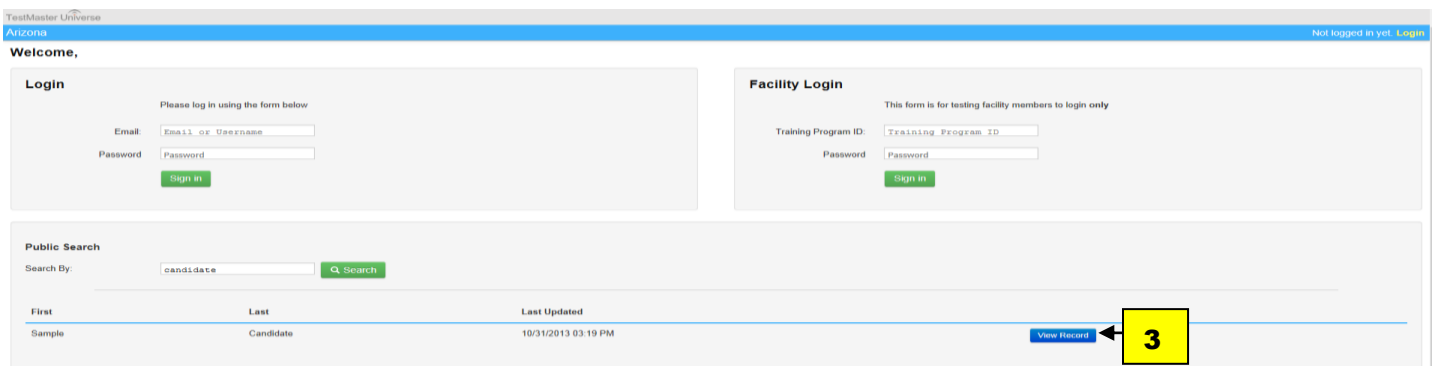 TestMaster Universe
Arizona
Not logged in yet. Login
Welcome,
Login
Please log in using the form below
Email: Email or Username
Password Password
Sign in
Facility Login
This form is for testing facility members to login only
Training Program ID: Training Program ID
Password Password
Sign in
Public Search
Search By: candidate Search
First Last Last Updated
Sample Candidate 10/31/2013 03:19 PM View Record
3